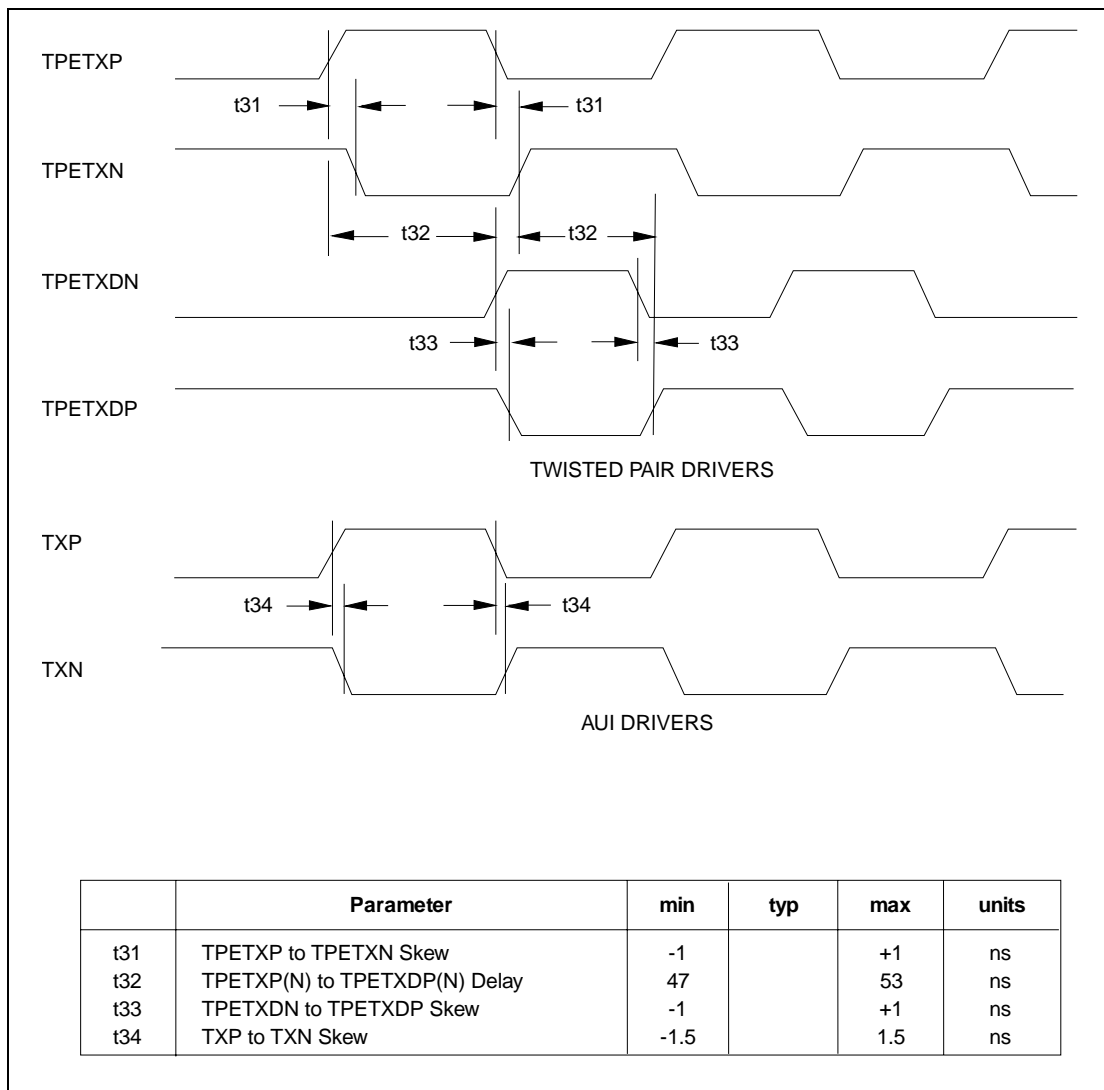 TPETXP
t31 t31
TPETXN
t32 t32
TPETXDN
t33 t33
TPETXDP
TWISTED PAIR DRIVERS
TXP
t34 t34
TXN
AUI DRIVERS
Parameter min typ max units
t31 TPETXP to TPETXN Skew -1 +1 ns
t32 TPETXP(N) to TPETXDP(N) Delay 47 53 ns
t33 TPETXDN to TPETXDP Skew -1 +1 ns
t34 TXP to TXN Skew -1.5 1.5 ns